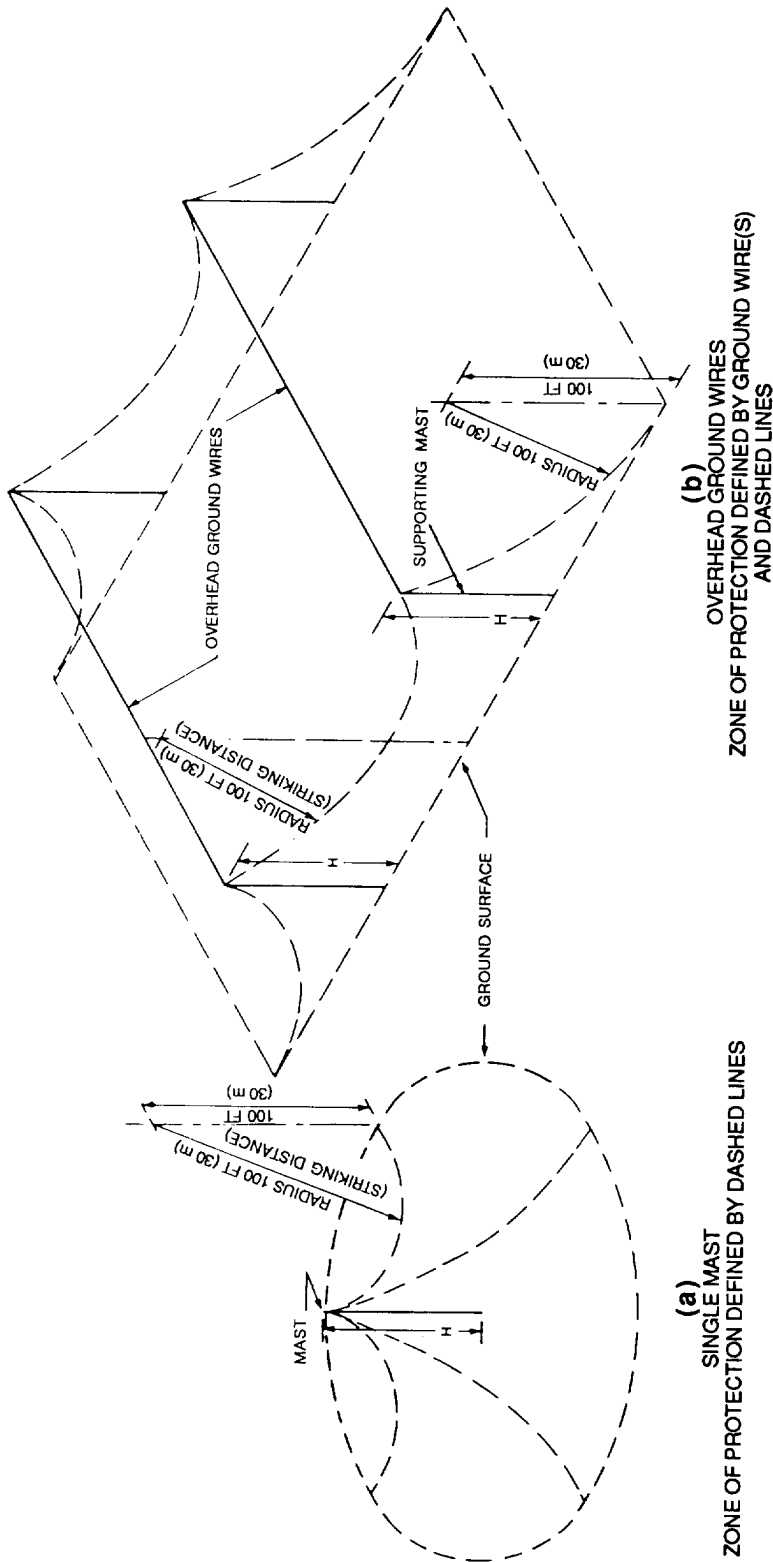 MAST
H
RADIUS 100 FT (30 m)
(STRIKING DISTANCE)
100 FT
(30 m)
GROUND SURFACE
(a)
SINGLE MAST
ZONE OF PROTECTION DEFINED BY DASHED LINES
H
RADIUS 100 FT (30 m)
(STRIKING DISTANCE)
OVERHEAD GROUND WIRES
H
SUPPORTING MAST
RADIUS 100 FT (30 m)
100 FT
(30 m)
(b)
OVERHEAD GROUND WIRES
ZONE OF PROTECTION DEFINED BY GROUND WIRE(S)
AND DASHED LINES